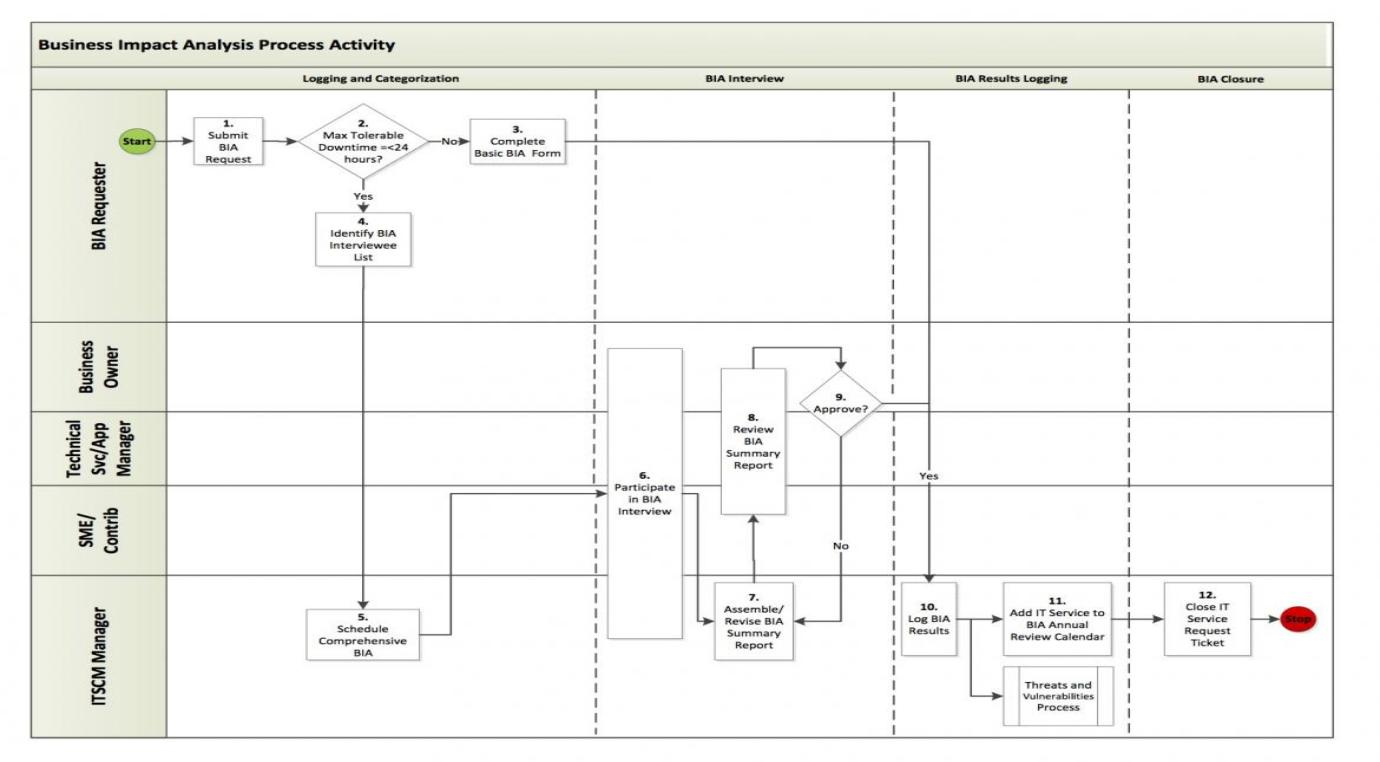 Business Impact Analysis Process Activity
Logging and Categorization
BIA Interview
BIA Results Logging
BIA Closure
BIA Requester
Start
1.
Submit
BIA
Request
2.
Max Tolerable
Downtime =<24
hours?
No
3.
Complete
Basic BIA Form
Yes
4.
Identify BIA
Interviewee
List
Business
Owner
Technical
Svc/App
Manager
SME/
Contrib
6.
Participate
in BIA
Interview
8.
Review
BIA
Summary
Report
9.
Approve?
Yes
No
ITSCM Manager
5.
Schedule
Comprehensive
BIA
7.
Assemble/
Revise BIA
Summary
Report
10.
Log BIA
Results
11.
Add IT Service to
BIA Annual
Review Calendar
12.
Close IT
Service
Request
Ticket
Stop
Threats and
Vulnerabilities
Process